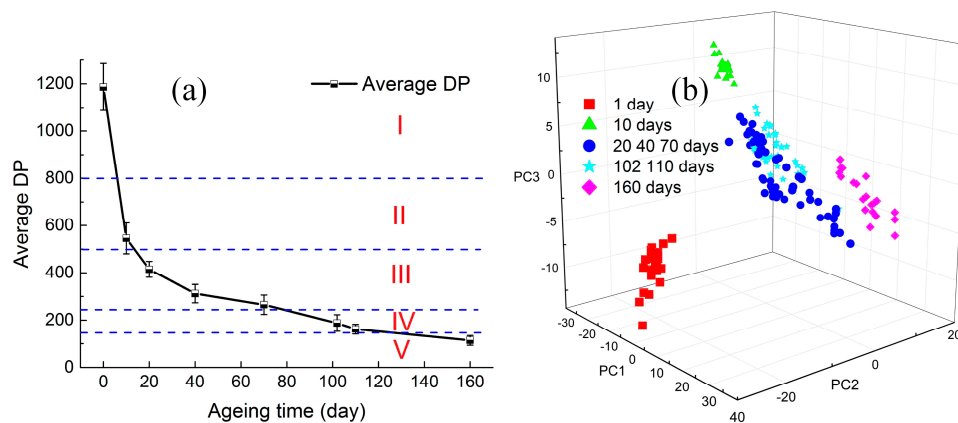 (a)
Average DP
1200
1000
800
600
400
200
0
Average DP
I
II
III
IV
V
0
20
40
60
80
100
120
140
160
Ageing time (day)
(b)
1 day
10 days
20 40 70 days
102 110 days
160 days
10
5
0
-5
-10
PC3
-30
-20
-10
0
10
20
30
40
PC1
-20
0
20
PC2